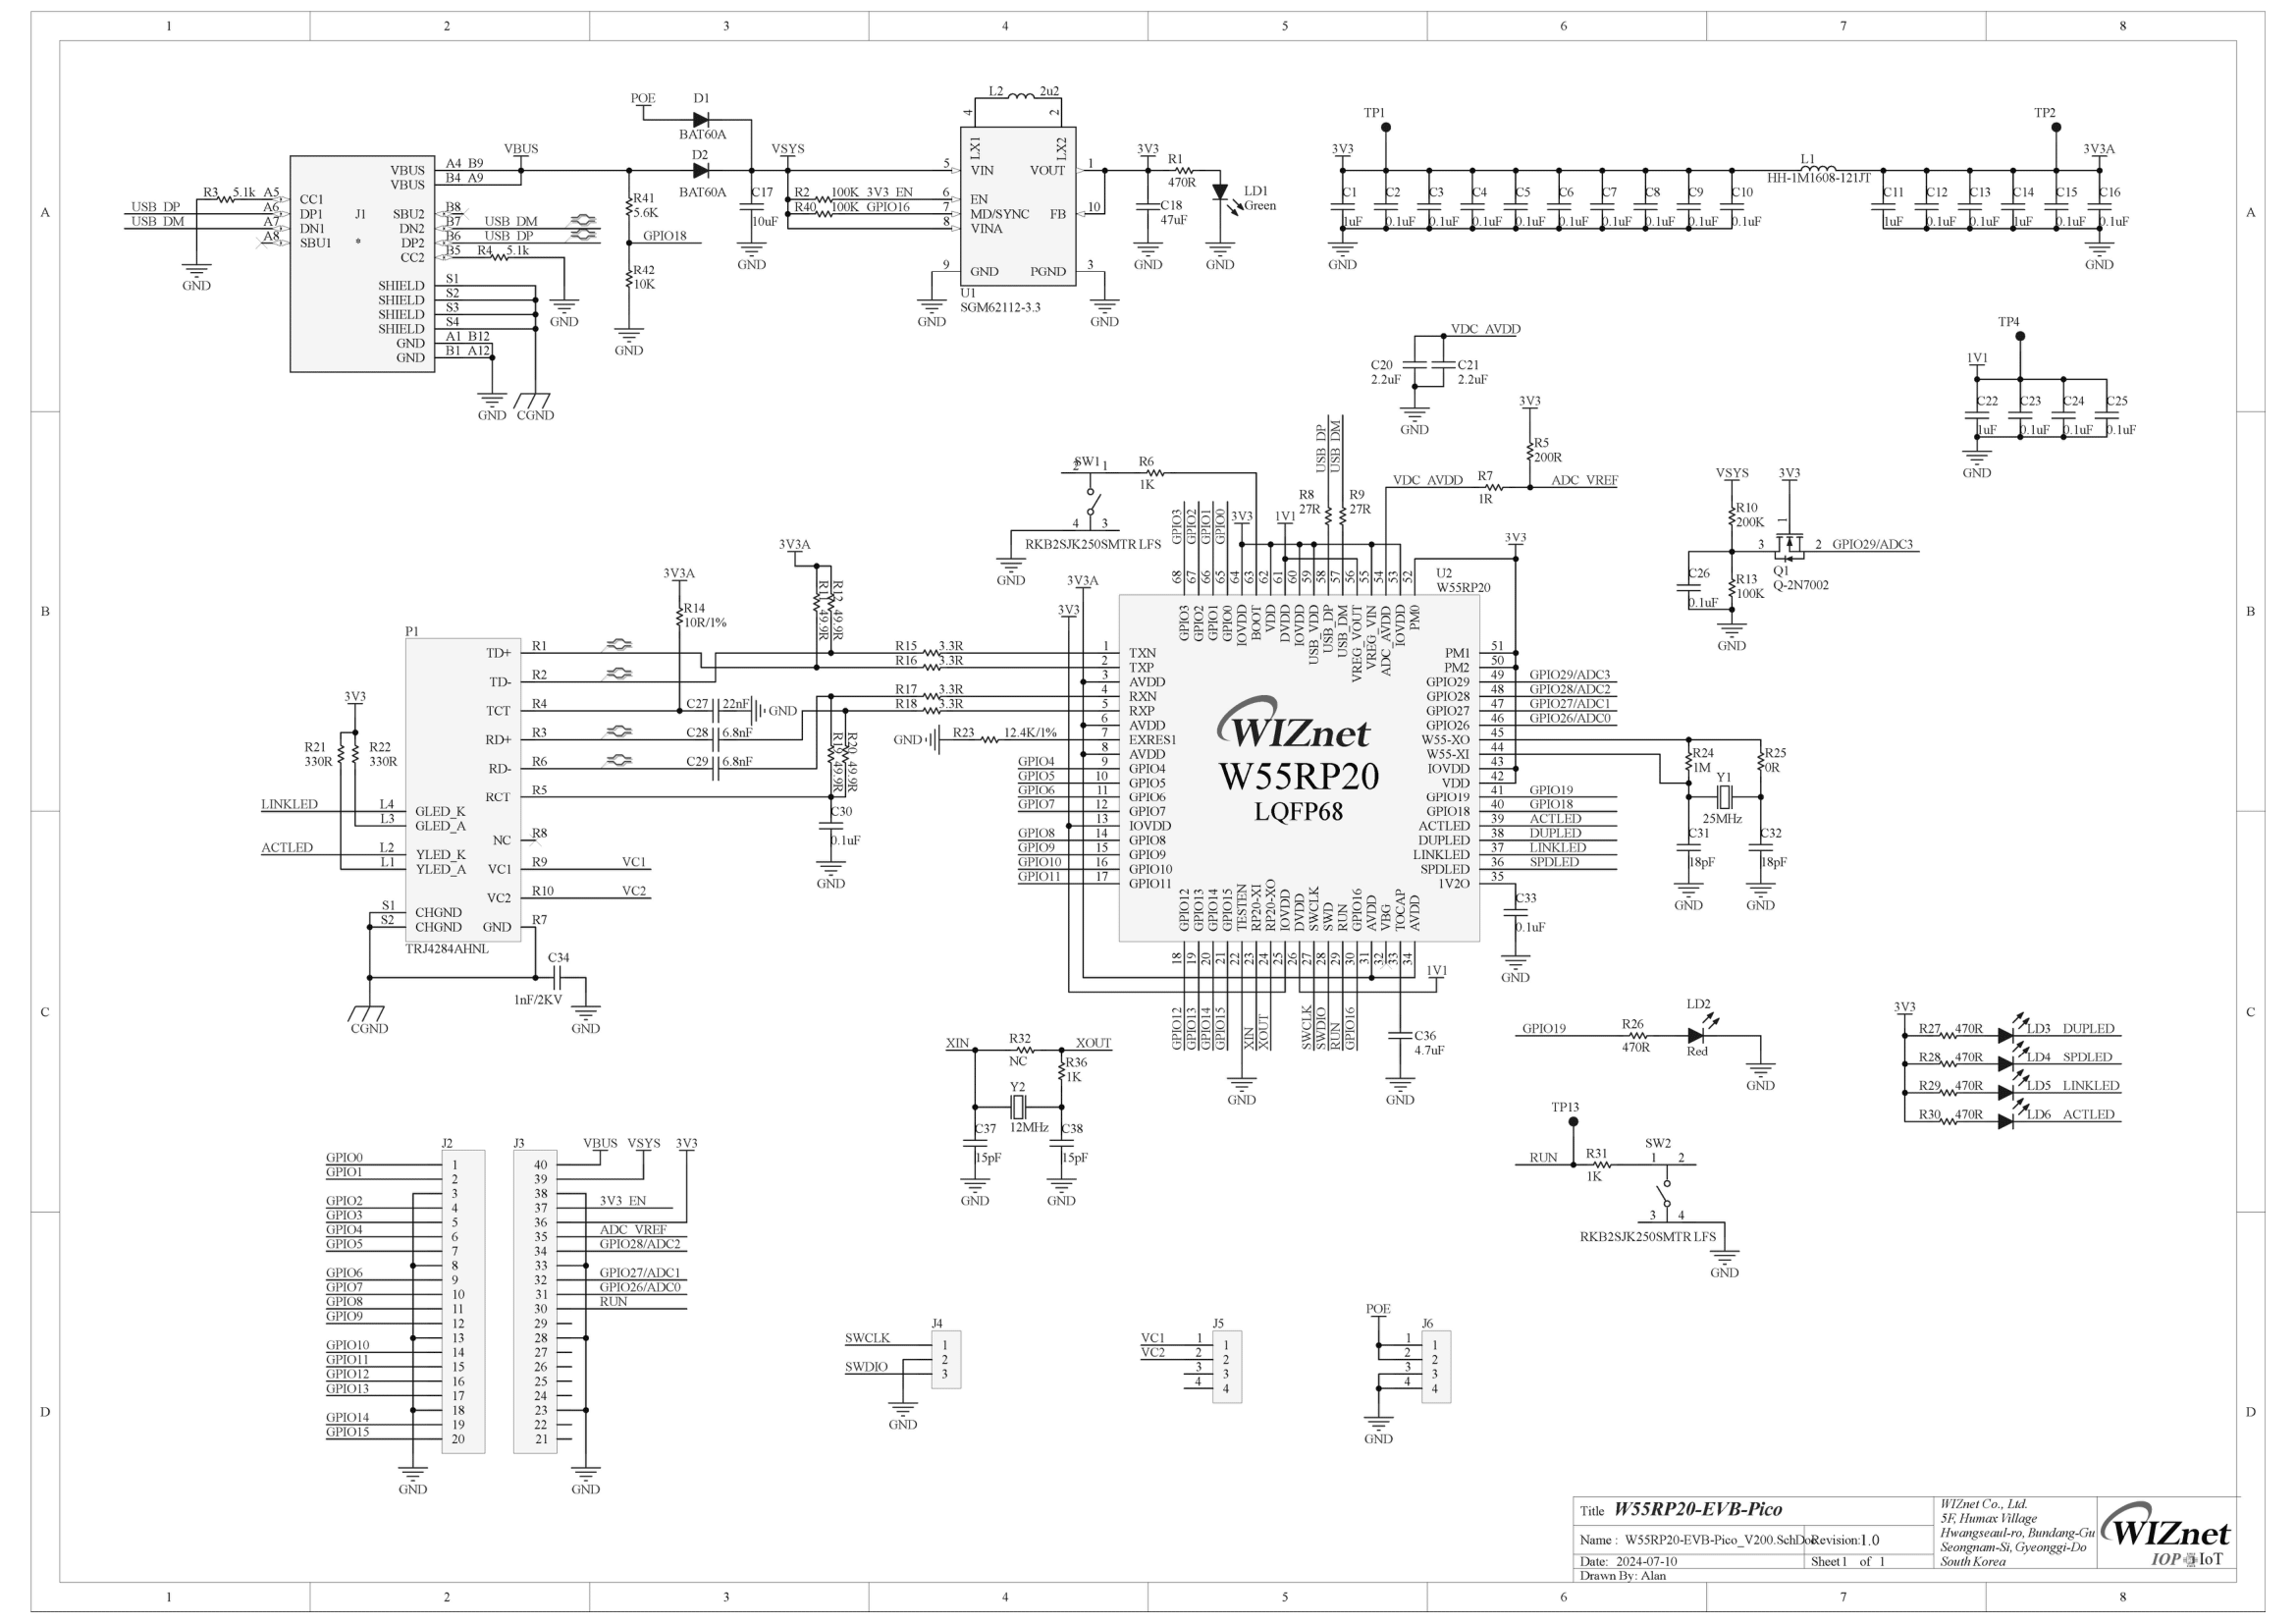 1 2 3 4 5 6 7 8
A
B
C
D
POE
D1
BAT60A
VBUS
D2
BAT60A
VSYS
VBUS A4 B9
VBUS B4 A9
R3 5.1k A5 CC1
USB_DP A6 DP1
USB_DM A7 DN1
A8 SBU1
J1
SBU2 B8
DN2 B7 USB_DM
DP2 B6 USB_DP
CC2 B5 R4 5.1k
SHIELD S1
SHIELD S2
SHIELD S3
SHIELD S4
GND A1 B12
GND B1 A12
GND
GND
GND
CGND
R41
5.6K
GPIO18
R42
10K
GND
C17
10uF
GND
R2 100K 3V3_EN
R40 100K GPIO16
L2 2u2
4 LX1
2 LX2
5 VIN
6 EN
7 MD/SYNC
8 VINA
9 GND
VOUT 1
FB 10
PGND 3
U1
SGM62112-3.3
GND
GND
3V3
R1
470R
C18
47uF
LD1
Green
GND
GND
TP1
3V3
C1 C2 C3 C4 C5 C6 C7 C8 C9 C10
1uF 0.1uF 0.1uF 0.1uF 0.1uF 0.1uF 0.1uF 0.1uF 0.1uF 0.1uF
GND
L1
HH-1M1608-121JT
TP2
3V3A
C11 C12 C13 C14 C15 C16
1uF 0.1uF 0.1uF 1uF 0.1uF 0.1uF
GND
VDC_AVDD
C20
2.2uF
C21
2.2uF
GND
TP4
1V1
C22 C23 C24 C25
1uF 0.1uF 0.1uF 0.1uF
GND
3V3
R5
200R
VDC_AVDD R7 ADC_VREF
1R
VSYS
3V3
R10
200K
1
3 2 GPIO29/ADC3
Q1
Q-2N7002
C26
0.1uF
R13
100K
GND
SW1
2 1
R6
1K
4 3
RKB2SJK250SMTR LFS
GND
USB_DP
USB_DM
R8
27R
R9
27R
GPIO3
GPIO2
GPIO1
GPIO0
3V3
1V1
3V3
U2
W55RP20
68 GPIO3
67 GPIO2
66 GPIO1
65 GPIO0
64 IOVDD
63 BOOT
62 VDD
61 DVDD
60 IOVDD
59 USB_VDD
58 USB_DP
57 USB_DM
56 VREG_VOUT
55 VREG_VIN
54 ADC_AVDD
53 IOVDD
52 PM0
3V3A
3V3
1 TXN
2 TXP
3 AVDD
4 RXN
5 RXP
6 AVDD
7 EXRES1
8 AVDD
GPIO4 9 GPIO4
GPIO5 10 GPIO5
GPIO6 11 GPIO6
GPIO7 12 GPIO7
13 IOVDD
GPIO8 14 GPIO8
GPIO9 15 GPIO9
GPIO10 16 GPIO10
GPIO11 17 GPIO11
WIZnet
W55RP20
LQFP68
PM1 51
PM2 50
GPIO29 49 GPIO29/ADC3
GPIO28 48 GPIO28/ADC2
GPIO27 47 GPIO27/ADC1
GPIO26 46 GPIO26/ADC0
W55-XO 45
W55-XI 44
IOVDD 43
VDD 42
GPIO19 41 GPIO19
GPIO18 40 GPIO18
ACTLED 39 ACTLED
DUPLED 38 DUPLED
LINKLED 37 LINKLED
SPDLED 36 SPDLED
1V2O 35
GPIO12 18 GPIO12
GPIO13 19 GPIO13
GPIO14 20 GPIO14
GPIO15 21 GPIO15
TESTEN 22
RP20-XI 23 XIN
RP20-XO 24 XOUT
IOVDD 25
DVDD 26
SWCLK 27 SWCLK
SWD 28 SWDIO
RUN 29 RUN
GPIO16 30 GPIO16
AVDD 31
VBG 32
TOCAP 33
AVDD 34
1V1
GND
C36
4.7uF
GND
C33
0.1uF
GND
R24
1M
R25
0R
Y1
25MHz
C31
18pF
C32
18pF
GND
GND
3V3A
R11 49.9R
R12 49.9R
3V3A
R14
10R/1%
R15 3.3R
R16 3.3R
R17 3.3R
R18 3.3R
C27 22nF GND
C28 6.8nF
C29 6.8nF
R19 49.9R
R20 49.9R
C30
0.1uF
GND
GND R23 12.4K/1%
P1
TD+ R1
TD- R2
TCT R4
RD+ R3
RD- R6
RCT R5
NC R8
VC1 R9 VC1
VC2 R10 VC2
GND R7
3V3
R21
330R
R22
330R
LINKLED L4 GLED_K
L3 GLED_A
ACTLED L2 YLED_K
L1 YLED_A
S1 CHGND
S2 CHGND
TRJ4284AHNL
C34
1nF/2KV
CGND
GND
XIN R32 XOUT
NC
R36
1K
Y2
12MHz
C37
15pF
C38
15pF
GND
GND
GPIO19 R26
470R
LD2
Red
GND
3V3
R27 470R LD3 DUPLED
R28 470R LD4 SPDLED
R29 470R LD5 LINKLED
R30 470R LD6 ACTLED
TP13
RUN R31
1K
SW2
1 2
3 4
RKB2SJK250SMTR LFS
GND
J2
GPIO0 1
GPIO1 2
3
GPIO2 4
GPIO3 5
GPIO4 6
GPIO5 7
8
GPIO6 9
GPIO7 10
GPIO8 11
GPIO9 12
13
GPIO10 14
GPIO11 15
GPIO12 16
GPIO13 17
18
GPIO14 19
GPIO15 20
GND
J3
VBUS VSYS 3V3
40
39
38
37 3V3_EN
36
35 ADC_VREF
34 GPIO28/ADC2
33
32 GPIO27/ADC1
31 GPIO26/ADC0
30 RUN
29
28
27
26
25
24
23
22
21
GND
J4
SWCLK 1
2
SWDIO 3
GND
J5
VC1 1 1
VC2 2 2
3 3
4 4
POE
J6
1 1
2 2
3 3
4 4
GND
Title W55RP20-EVB-Pico
Name : W55RP20-EVB-Pico_V200.SchDoc Revision:1.0
Date: 2024-07-10 Sheet 1 of 1
Drawn By: Alan
WIZnet Co., Ltd.
5F, Humax Village
Hwangseaul-ro, Bundang-Gu
Seongnam-Si, Gyeonggi-Do
South Korea
WIZnet
IOP IoT
A
B
C
D
1 2 3 4 5 6 7 8